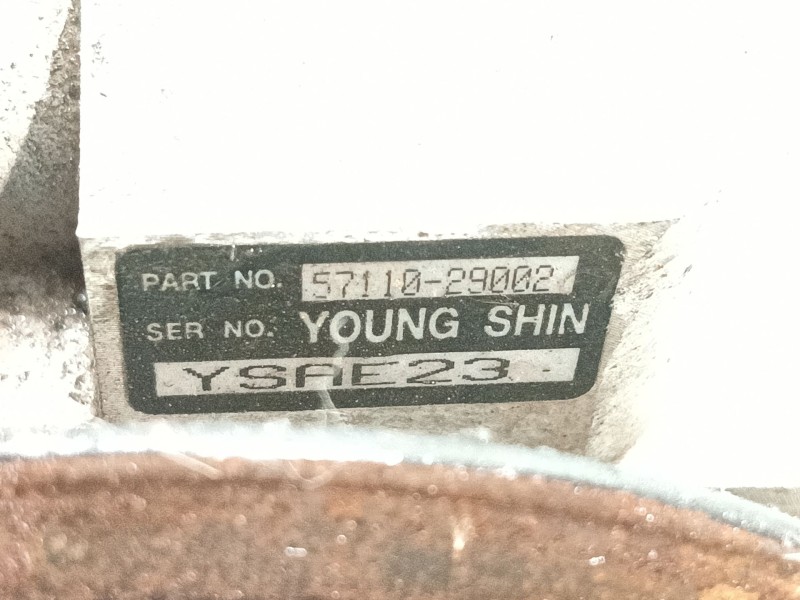 PART NO. 57110-29002
SER NO. YOUNG SHIN
YSAE23